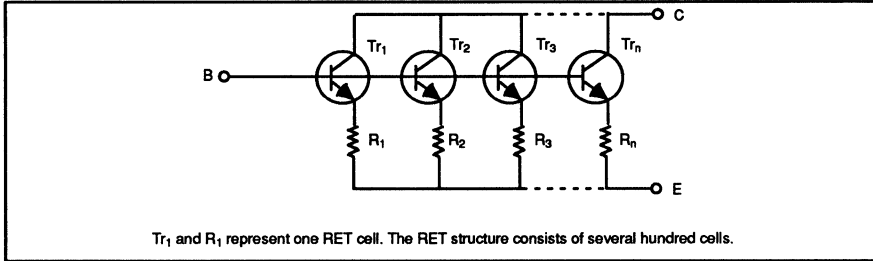 C
Tr1 Tr2 Tr3 Trn
B
R1 R2 R3 Rn
E
Tr1 and R1 represent one RET cell. The RET structure consists of several hundred cells.